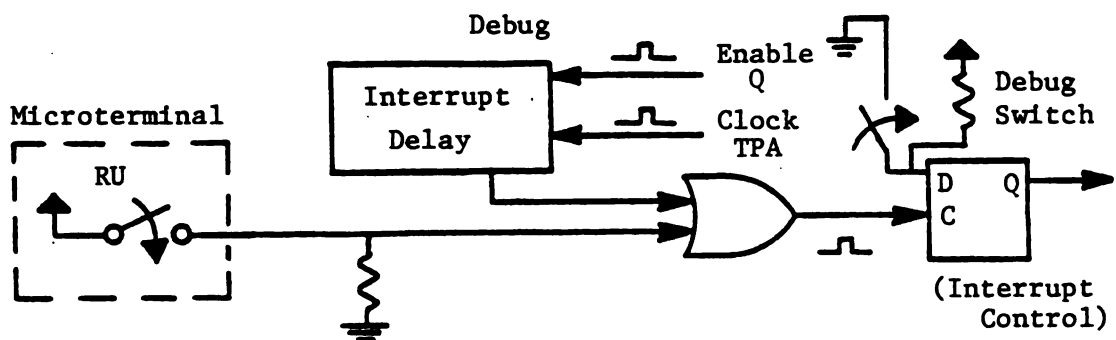 Debug
Enable
Q
Interrupt
Delay
Clock
TPA
Debug
Switch
Microterminal
RU
D Q
C
(Interrupt
Control)